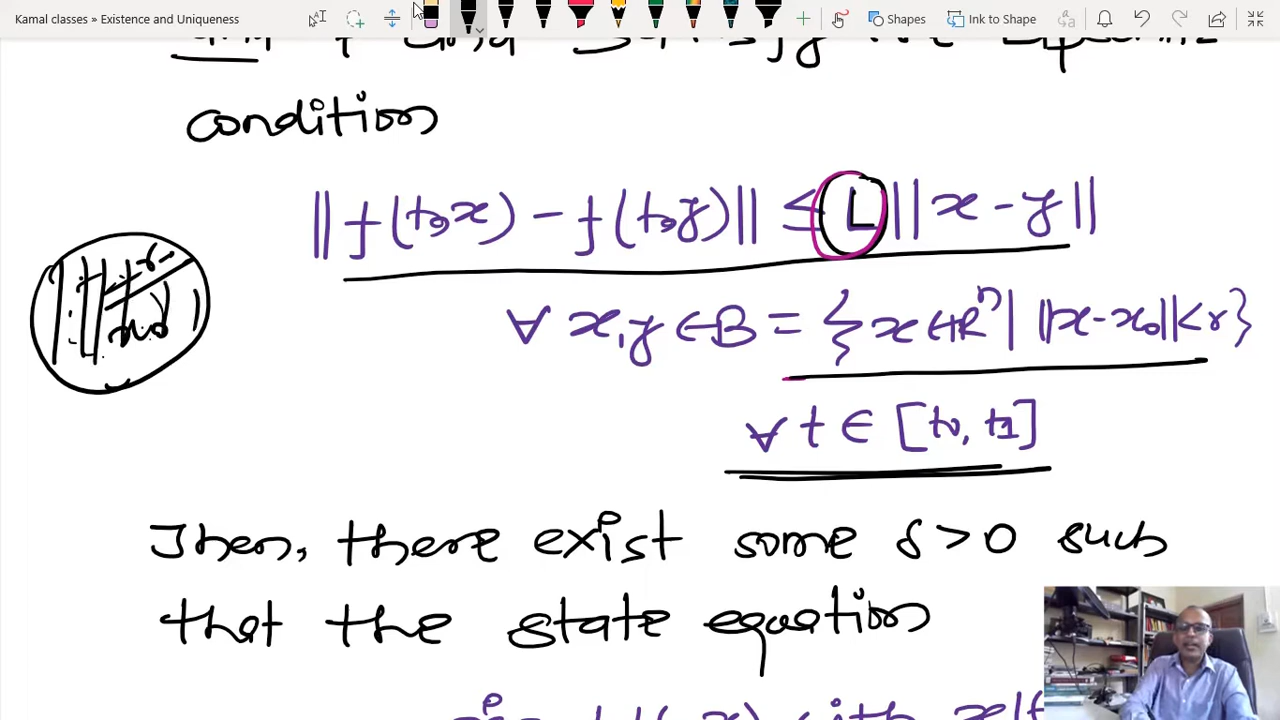 Kamal classes » Existence and Uniqueness
Shapes
Ink to Shape
condition
|| f(t,x) - f(t,y) || ≤ L || x - y ||
∀ x,y ∈ B = { x ∈ Rⁿ | ||x - x₀|| < r }
∀ t ∈ [t₀, t₁]
Then, there exist some δ > 0 such
that the state equation